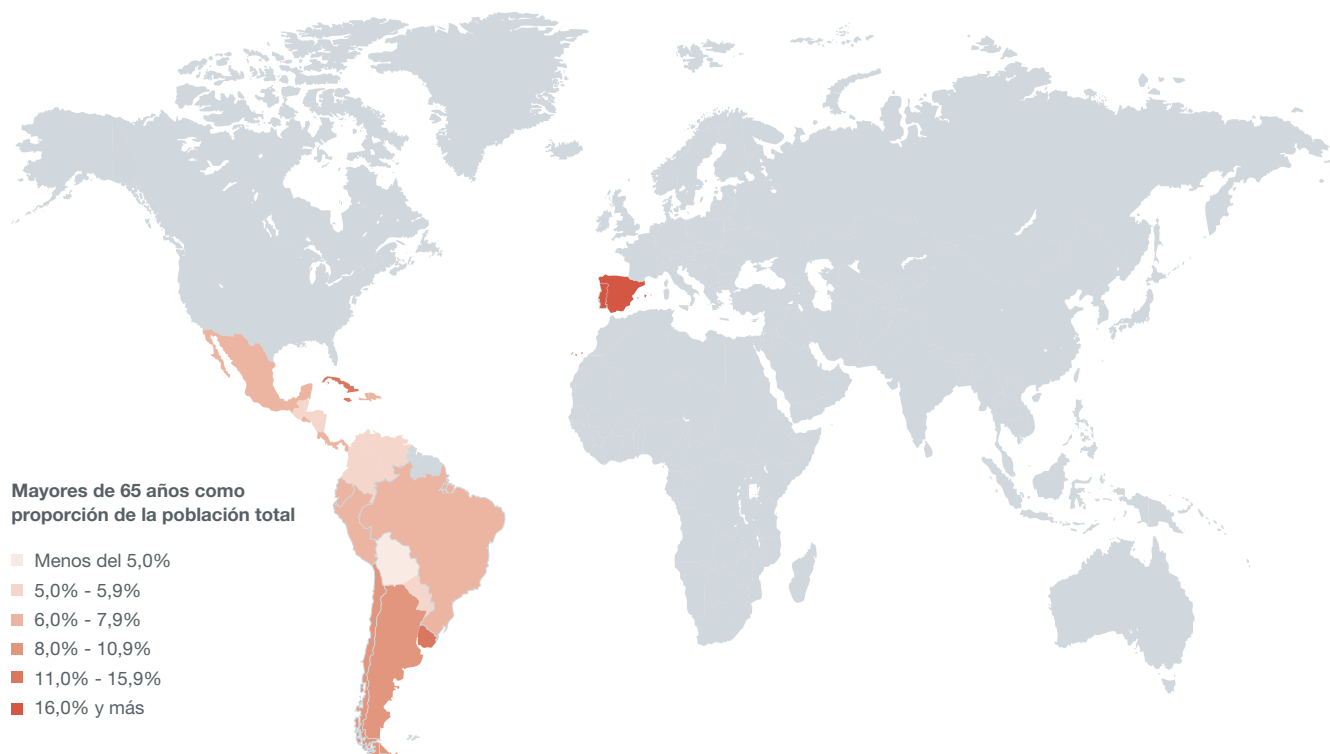 Mayores de 65 años como
proporción de la población total
Menos del 5,0%
5,0% - 5,9%
6,0% - 7,9%
8,0% - 10,9%
11,0% - 15,9%
16,0% y más